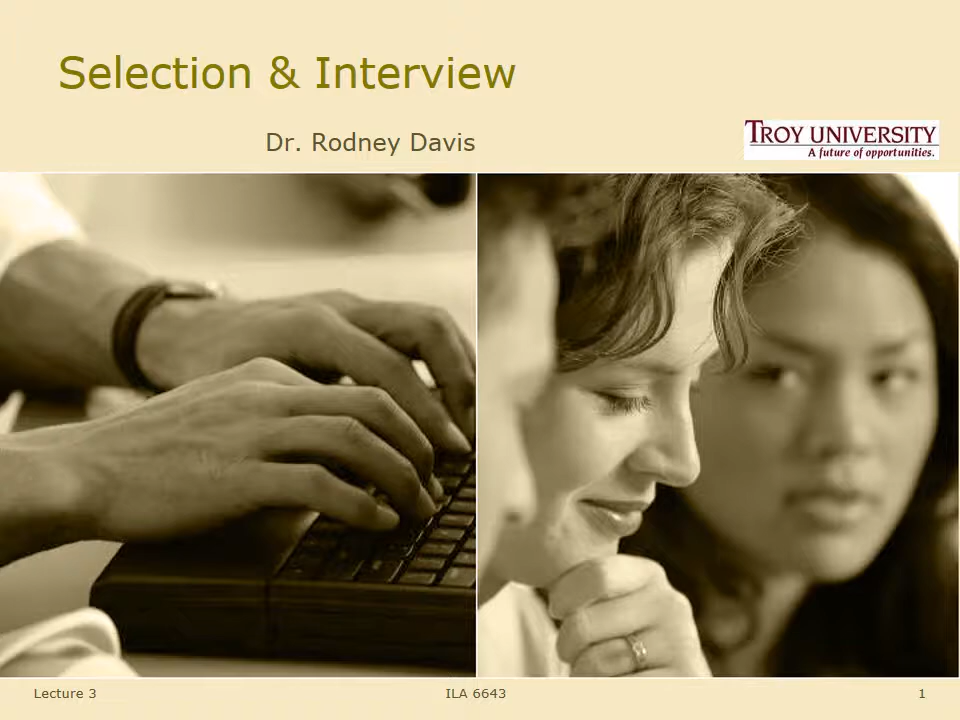 Selection & Interview
Dr. Rodney Davis
TROY UNIVERSITY
A future of opportunities.
Lecture 3
ILA 6643
1